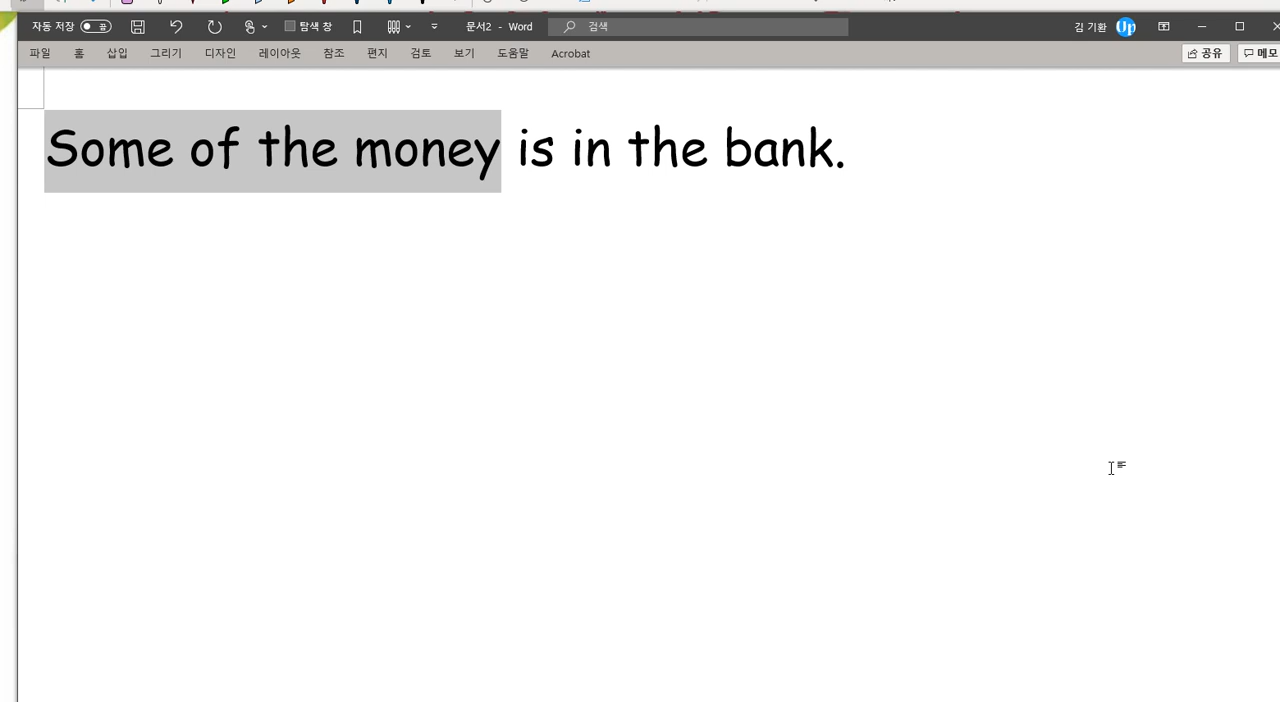 자동 저장 끔 탐색 창 문서2 - Word 검색 김 기환 Up
파일 홈 삽입 그리기 디자인 레이아웃 참조 편지 검토 보기 도움말 Acrobat 공유 메모
Some of the money is in the bank.